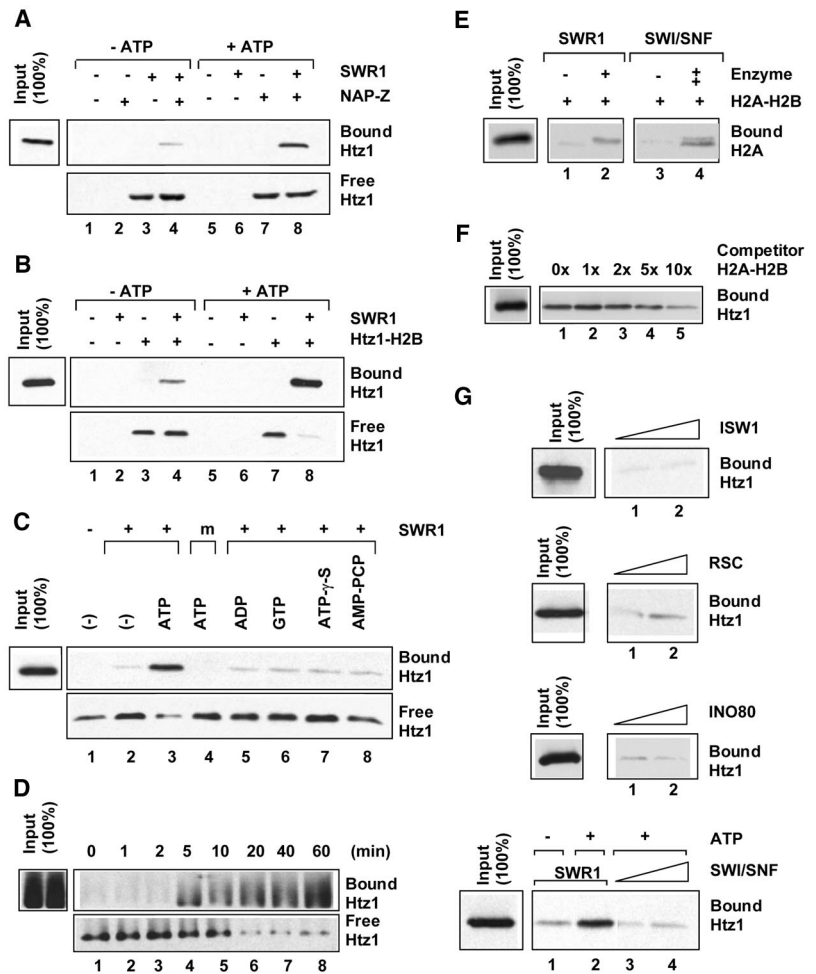 A
- ATP + ATP
Input (100%)
- - + + - + - + SWR1
- + - + - - + + NAP-Z
Bound Htz1
Free Htz1
1 2 3 4 5 6 7 8
B
- ATP + ATP
Input (100%)
- + - + - + - + SWR1
- - + + - - + + Htz1-H2B
Bound Htz1
Free Htz1
1 2 3 4 5 6 7 8
C
- + + m + + + + SWR1
Input (100%)
(-) (-) ATP ATP ADP GTP ATP-γ-S AMP-PCP
Bound Htz1
Free Htz1
1 2 3 4 5 6 7 8
D
Input (100%)
0 1 2 5 10 20 40 60 (min)
Bound Htz1
Free Htz1
1 2 3 4 5 6 7 8
E
SWR1 SWI/SNF
Input (100%)
- + - ‡ Enzyme
+ + + + H2A-H2B
Bound H2A
1 2 3 4
F
Input (100%)
Competitor
0x 1x 2x 5x 10x H2A-H2B
Bound Htz1
1 2 3 4 5
G
Input (100%)
ISW1
Bound Htz1
1 2
Input (100%)
RSC
Bound Htz1
1 2
Input (100%)
INO80
Bound Htz1
1 2
Input (100%)
- + + ATP
SWR1 SWI/SNF
Bound Htz1
1 2 3 4